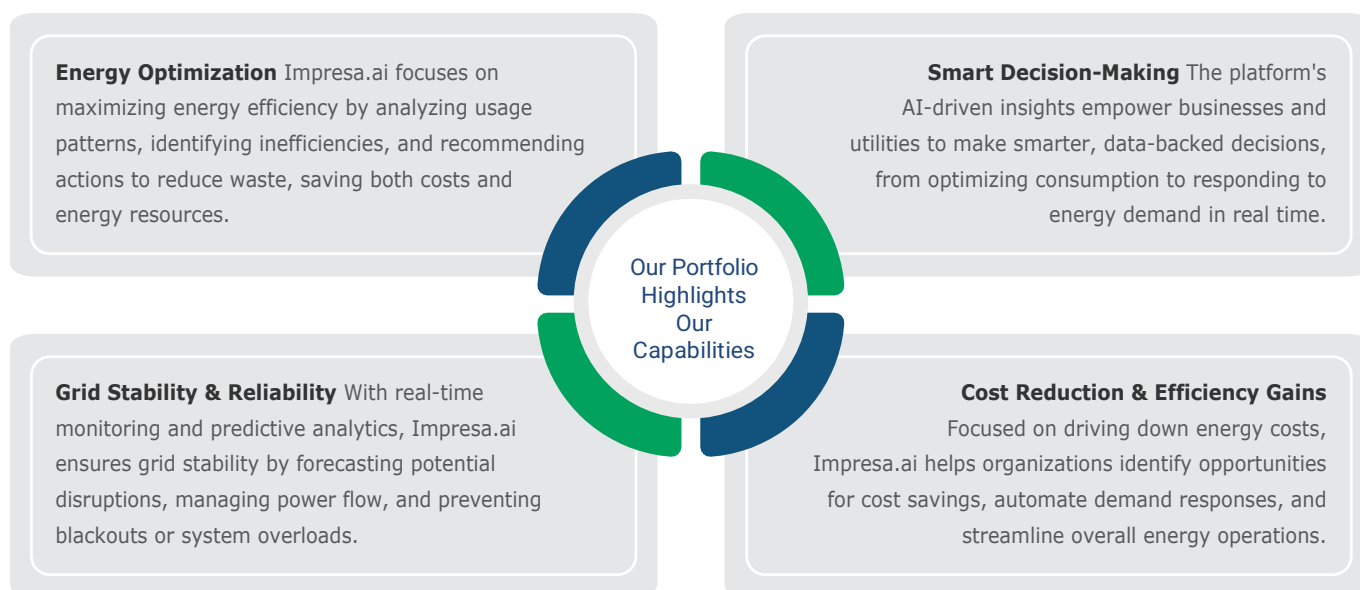 Energy Optimization Impresa.ai focuses on
maximizing energy efficiency by analyzing usage
patterns, identifying inefficiencies, and recommending
actions to reduce waste, saving both costs and
energy resources.
Smart Decision-Making The platform's
AI-driven insights empower businesses and
utilities to make smarter, data-backed decisions,
from optimizing consumption to responding to
energy demand in real time.
Our Portfolio
Highlights
Our
Capabilities
Grid Stability & Reliability With real-time
monitoring and predictive analytics, Impresa.ai
ensures grid stability by forecasting potential
disruptions, managing power flow, and preventing
blackouts or system overloads.
Cost Reduction & Efficiency Gains
Focused on driving down energy costs,
Impresa.ai helps organizations identify opportunities
for cost savings, automate demand responses, and
streamline overall energy operations.